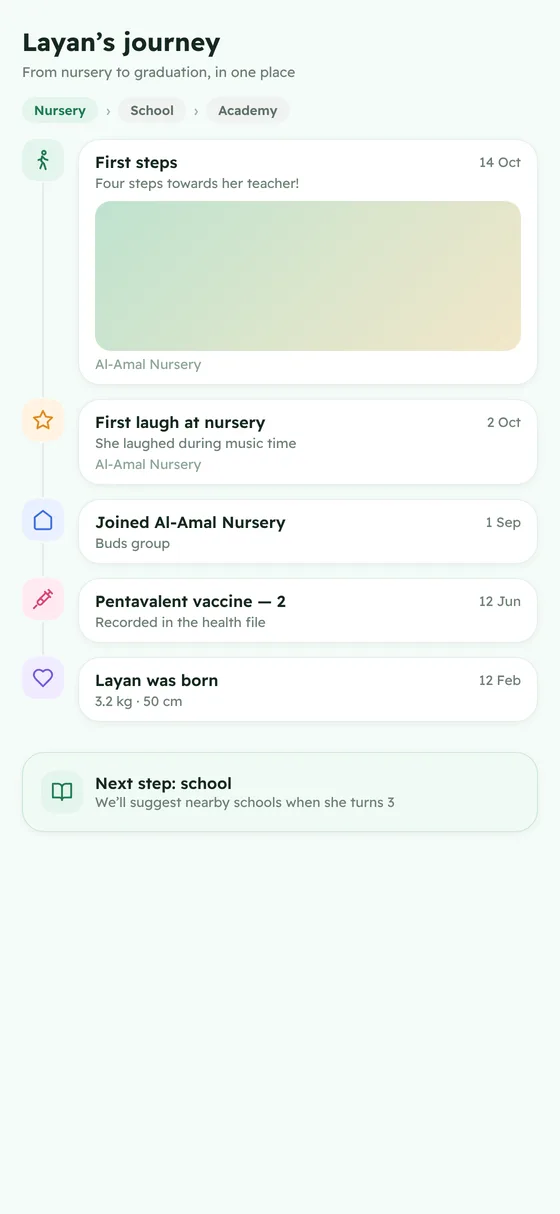 Layan’s journey
From nursery to graduation, in one place
Nursery › School › Academy
First steps 14 Oct
Four steps towards her teacher!
Al-Amal Nursery
First laugh at nursery 2 Oct
She laughed during music time
Al-Amal Nursery
Joined Al-Amal Nursery 1 Sep
Buds group
Pentavalent vaccine — 2 12 Jun
Recorded in the health file
Layan was born 12 Feb
3.2 kg · 50 cm
Next step: school
We’ll suggest nearby schools when she turns 3